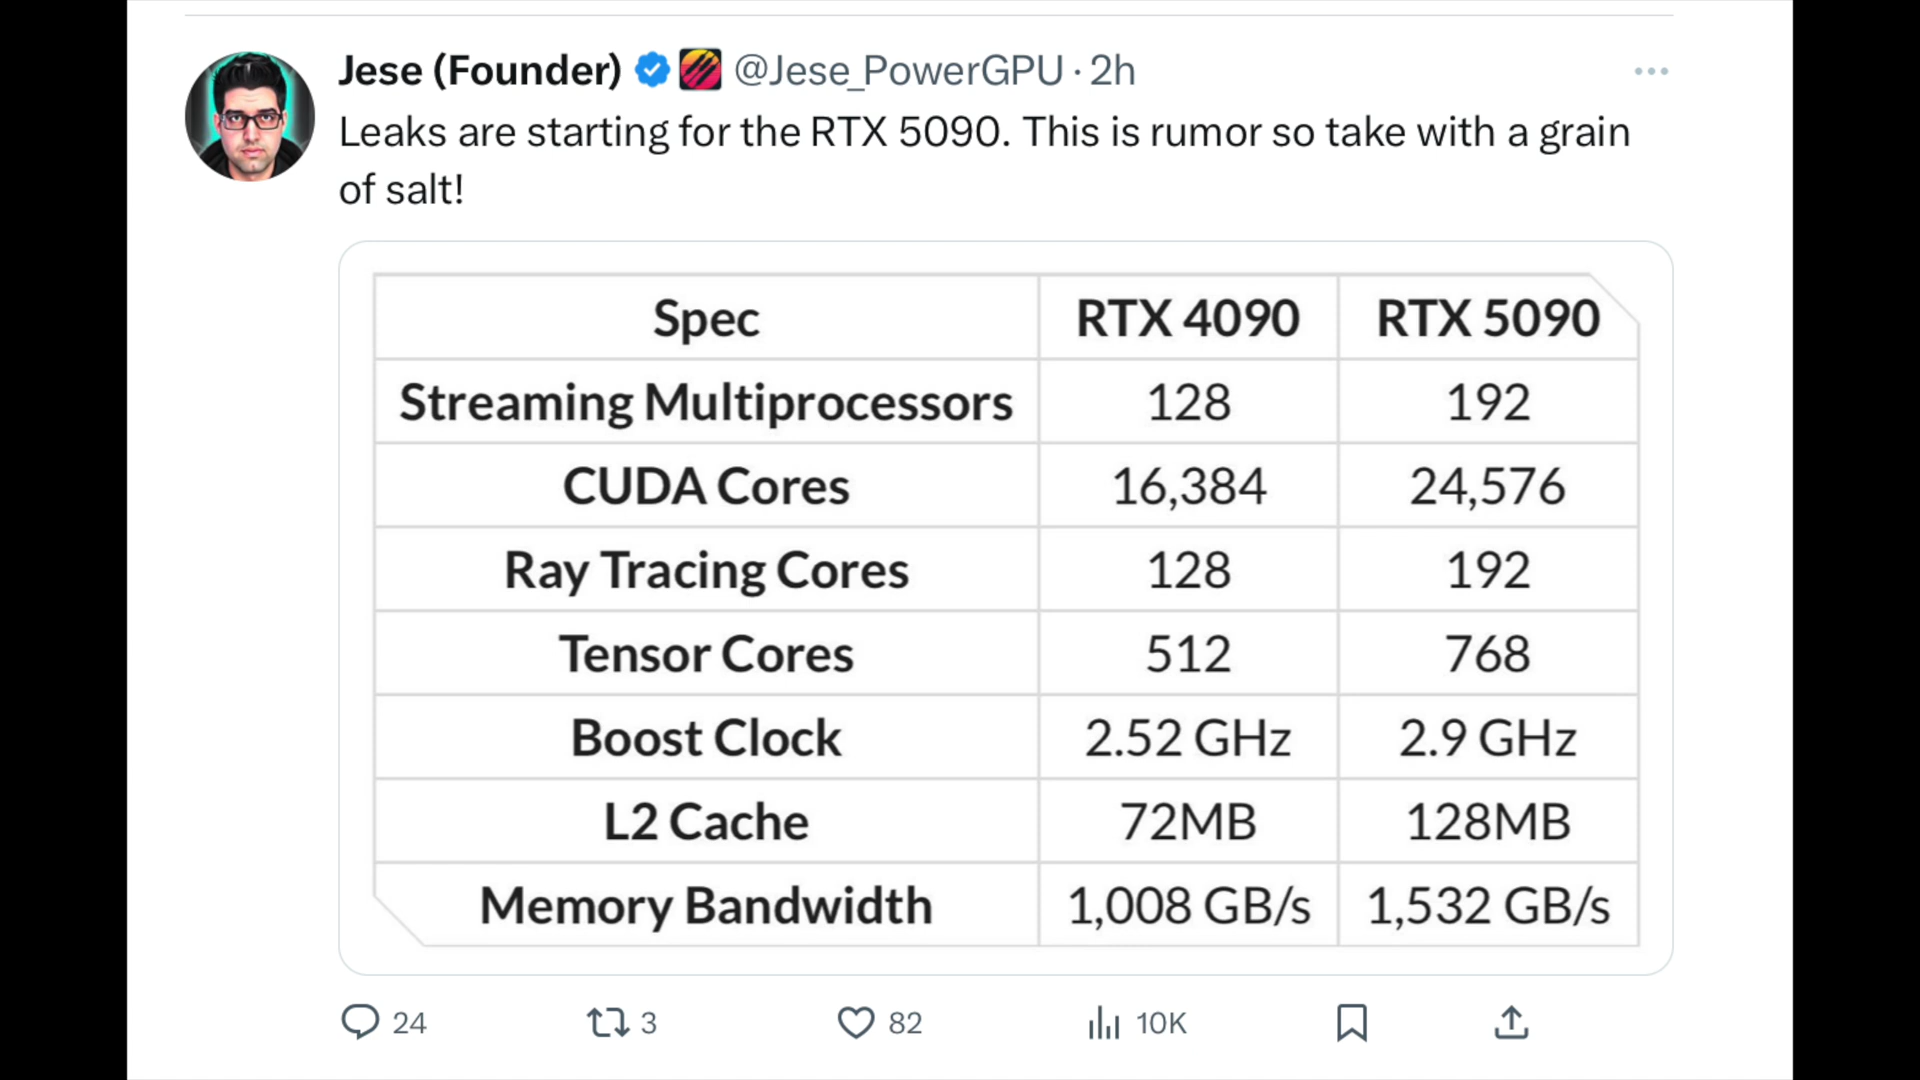 Jese (Founder) @Jese_PowerGPU · 2h
Leaks are starting for the RTX 5090. This is rumor so take with a grain
of salt!
Spec RTX 4090 RTX 5090
Streaming Multiprocessors 128 192
CUDA Cores 16,384 24,576
Ray Tracing Cores 128 192
Tensor Cores 512 768
Boost Clock 2.52 GHz 2.9 GHz
L2 Cache 72MB 128MB
Memory Bandwidth 1,008 GB/s 1,532 GB/s
24 3 82 10K